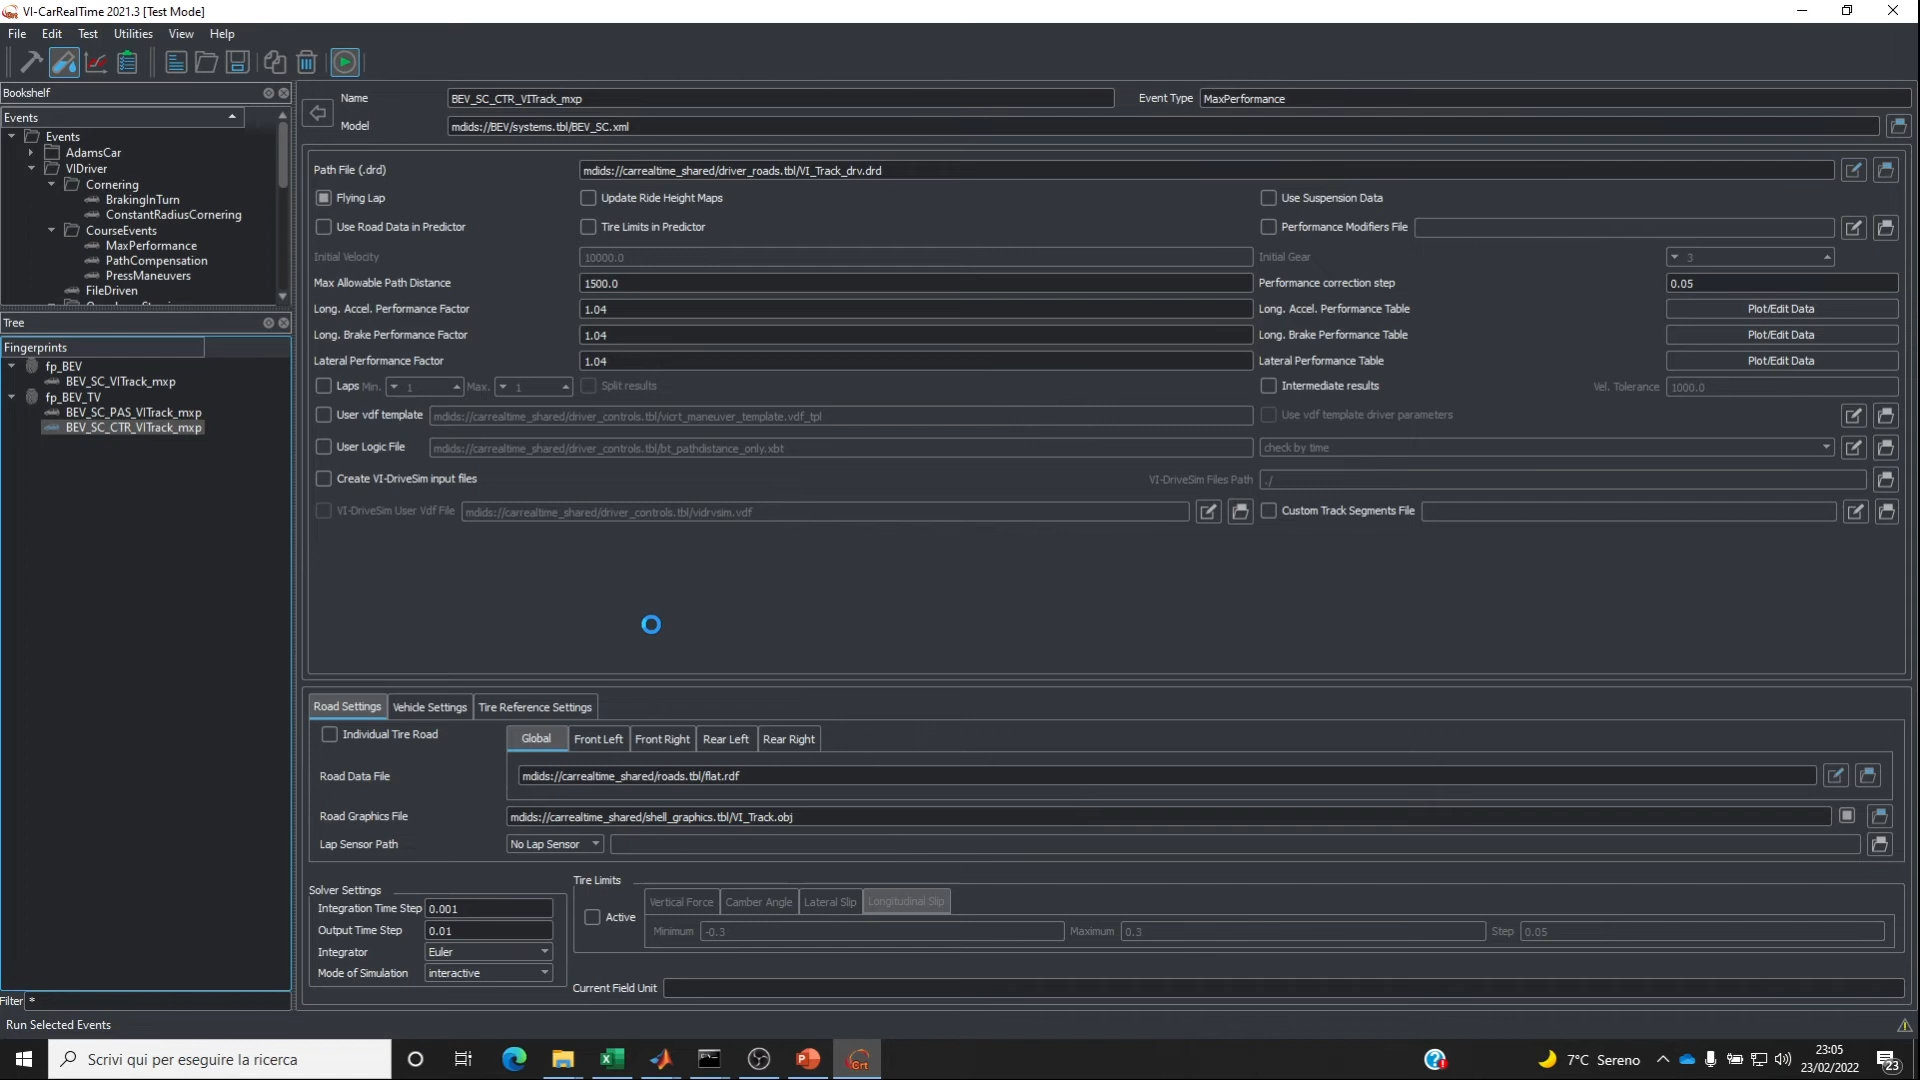 VI-CarRealTime 2021.3 [Test Mode]
File Edit Test Utilities View Help
Bookshelf
Events
Events
AdamsCar
VIDriver
Cornering
BrakingInTurn
ConstantRadiusCornering
CourseEvents
MaxPerformance
PathCompensation
PressManeuvers
FileDriven
Tree
Fingerprints
fp_BEV
BEV_SC_VITrack_mxp
fp_BEV_TV
BEV_SC_PAS_VITrack_mxp
BEV_SC_CTR_VITrack_mxp
Filter *
Run Selected Events
Name BEV_SC_CTR_VITrack_mxp Event Type MaxPerformance
Model mdids://BEV/systems.tbl/BEV_SC.xml
Path File (.drd) mdids://carrealtime_shared/driver_roads.tbl/VI_Track_drv.drd
Flying Lap Update Ride Height Maps Use Suspension Data
Use Road Data in Predictor Tire Limits in Predictor Performance Modifiers File
Initial Velocity 10000.0 Initial Gear 3
Max Allowable Path Distance 1500.0 Performance correction step 0.05
Long. Accel. Performance Factor 1.04 Long. Accel. Performance Table Plot/Edit Data
Long. Brake Performance Factor 1.04 Long. Brake Performance Table Plot/Edit Data
Lateral Performance Factor 1.04 Lateral Performance Table Plot/Edit Data
Laps Min. 1 Max. 1 Split results Intermediate results Vel. Tolerance 1000.0
User vdf template mdids://carrealtime_shared/driver_controls.tbl/vicrt_maneuver_template.vdf_tpl Use vdf template driver parameters
User Logic File mdids://carrealtime_shared/driver_controls.tbl/bt_pathdistance_only.xbt check by time
Create VI-DriveSim input files VI-DriveSim Files Path ./
VI-DriveSim User Vdf File mdids://carrealtime_shared/driver_controls.tbl/vidrvsim.vdf Custom Track Segments File
Road Settings Vehicle Settings Tire Reference Settings
Individual Tire Road Global Front Left Front Right Rear Left Rear Right
Road Data File mdids://carrealtime_shared/roads.tbl/flat.rdf
Road Graphics File mdids://carrealtime_shared/shell_graphics.tbl/VI_Track.obj
Lap Sensor Path No Lap Sensor
Solver Settings
Integration Time Step 0.001
Output Time Step 0.01
Integrator Euler
Mode of Simulation interactive
Tire Limits
Active Vertical Force Camber Angle Lateral Slip Longitudinal Slip
Minimum -0.3 Maximum 0.3 Step 0.05
Current Field Unit
Scrivi qui per eseguire la ricerca
Crt
7°C Sereno
23:05
23/02/2022
23